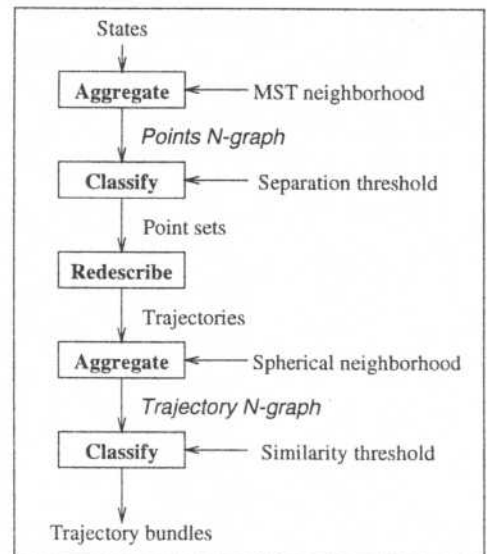 States
Aggregate
MST neighborhood
Points N-graph
Classify
Separation threshold
Point sets
Redescribe
Trajectories
Aggregate
Spherical neighborhood
Trajectory N-graph
Classify
Similarity threshold
Trajectory bundles